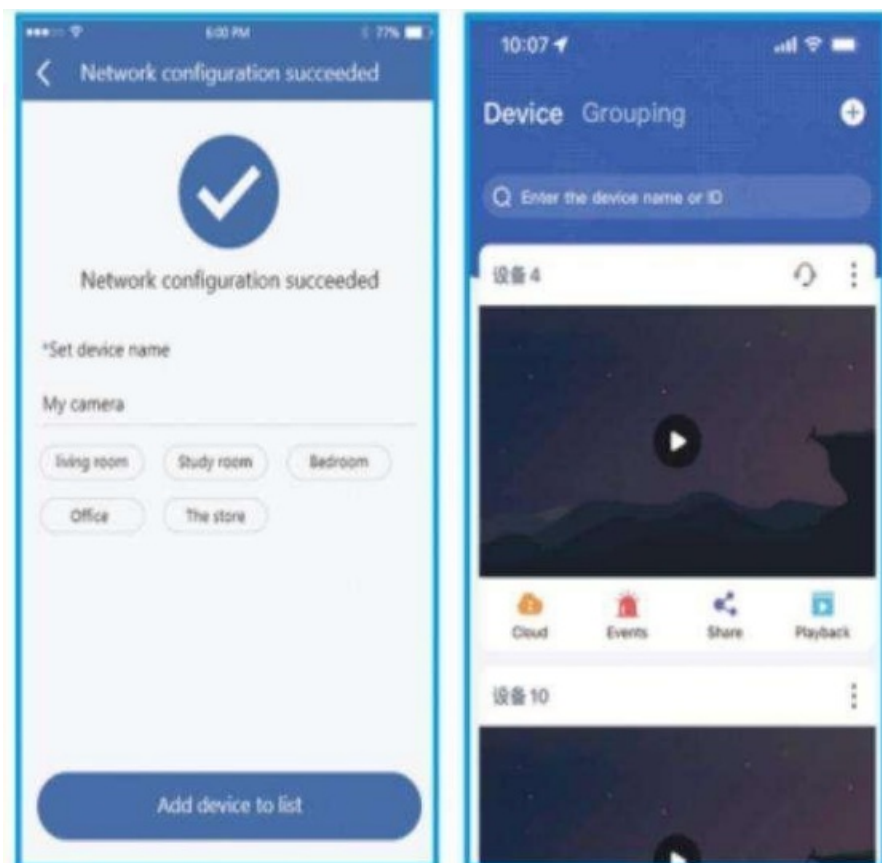 6:00 PM
77%
Network configuration succeeded
Network configuration succeeded
*Set device name
My camera
living room
Study room
Bedroom
Office
The store
Add device to list
10:07
Device Grouping
Enter the device name or ID
设备 4
Cloud
Events
Share
Playback
设备 10